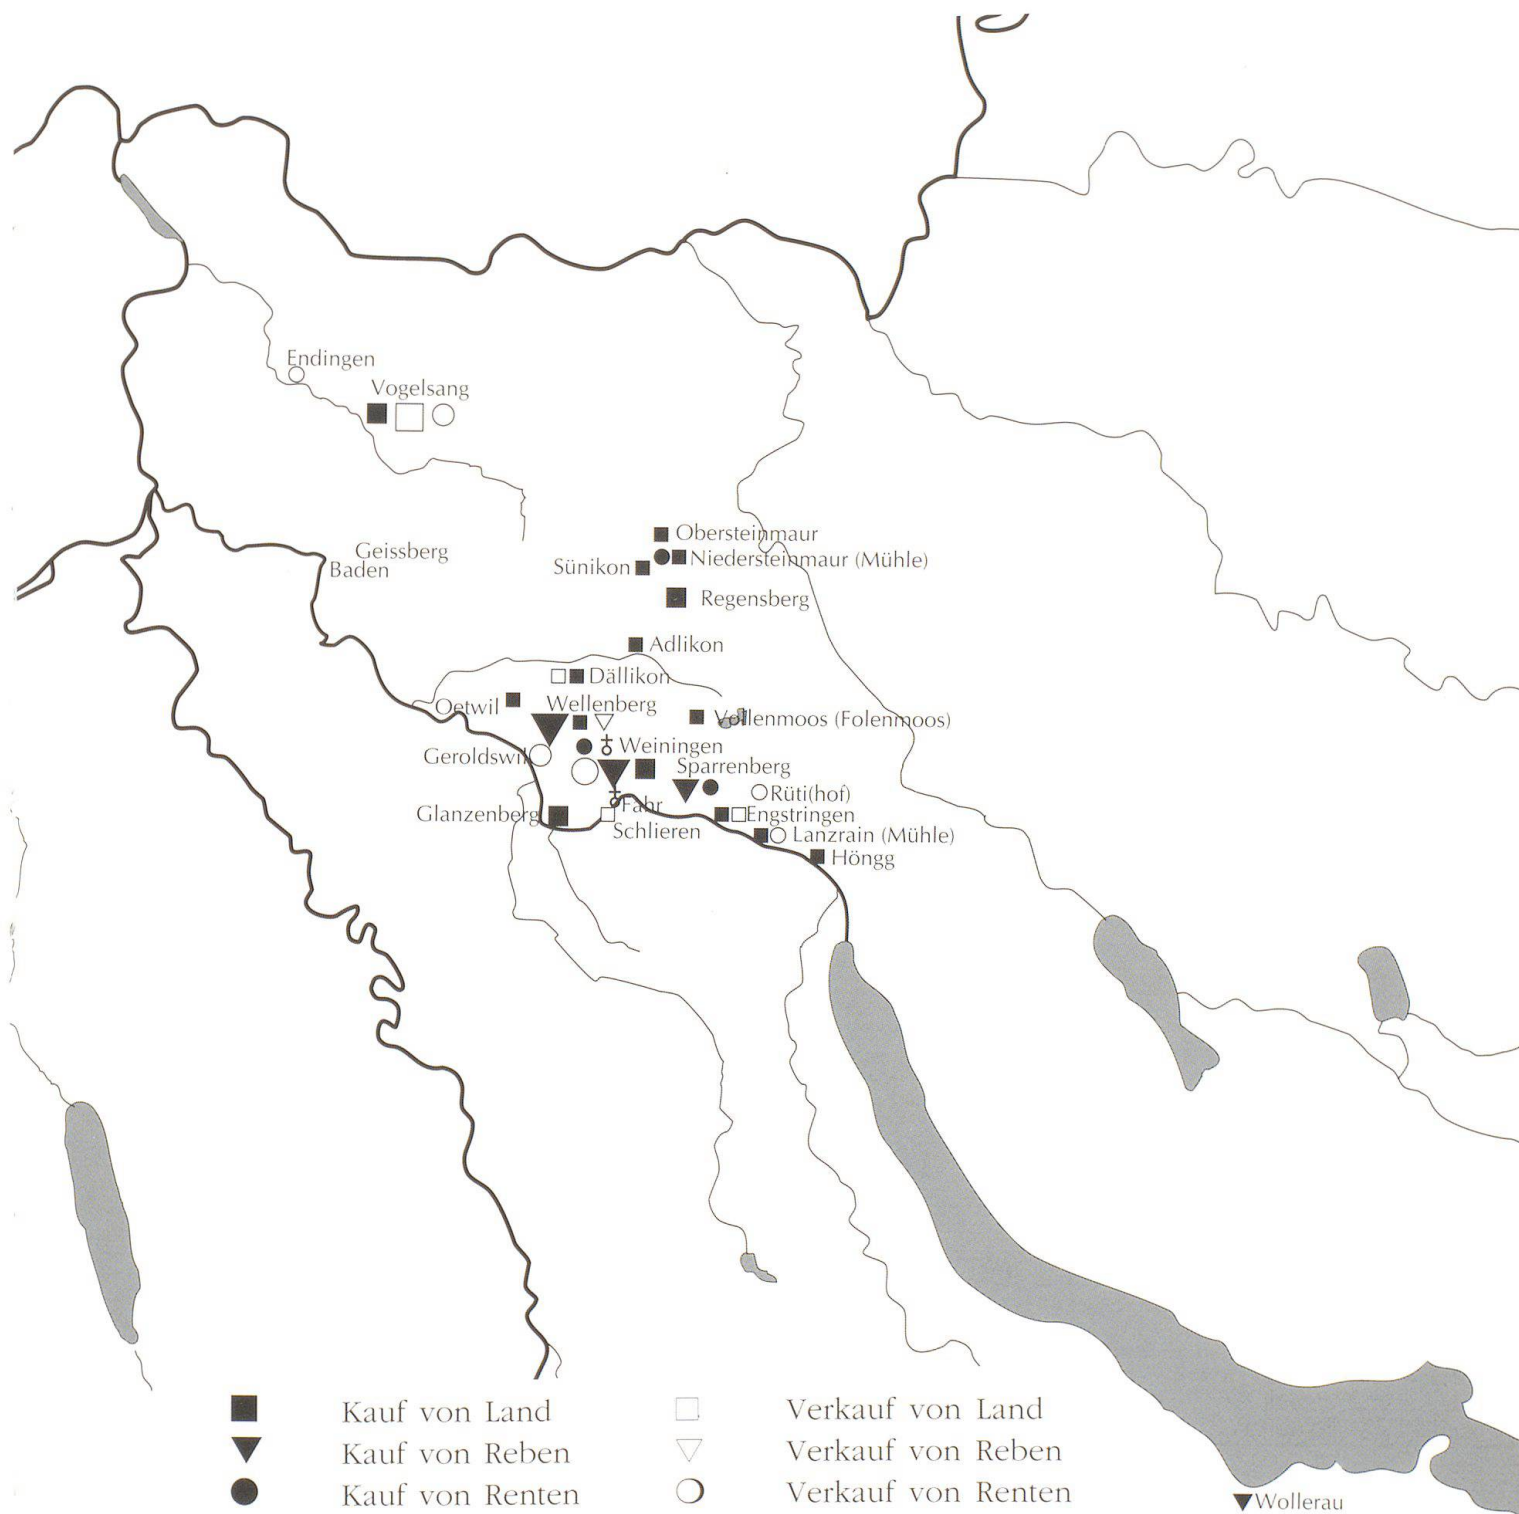 Endingen
Vogelsang
Obersteinmaur
Geissberg
Niedersteinmaur (Mühle)
Baden
Sünikon
Regensberg
Adlikon
Dällikon
Oetwil
Wellenberg
Vollenmoos (Folenmoos)
Weiningen
Geroldswil
Sparrenberg
Rüti(hof)
Fahr
Glanzenberg
Engstringen
Schlieren
Lanzrain (Mühle)
Höngg
Kauf von Land
Verkauf von Land
Kauf von Reben
Verkauf von Reben
Kauf von Renten
Verkauf von Renten
Wollerau